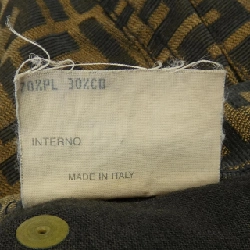 70%PL 30%CO
INTERNO
MADE IN ITALY